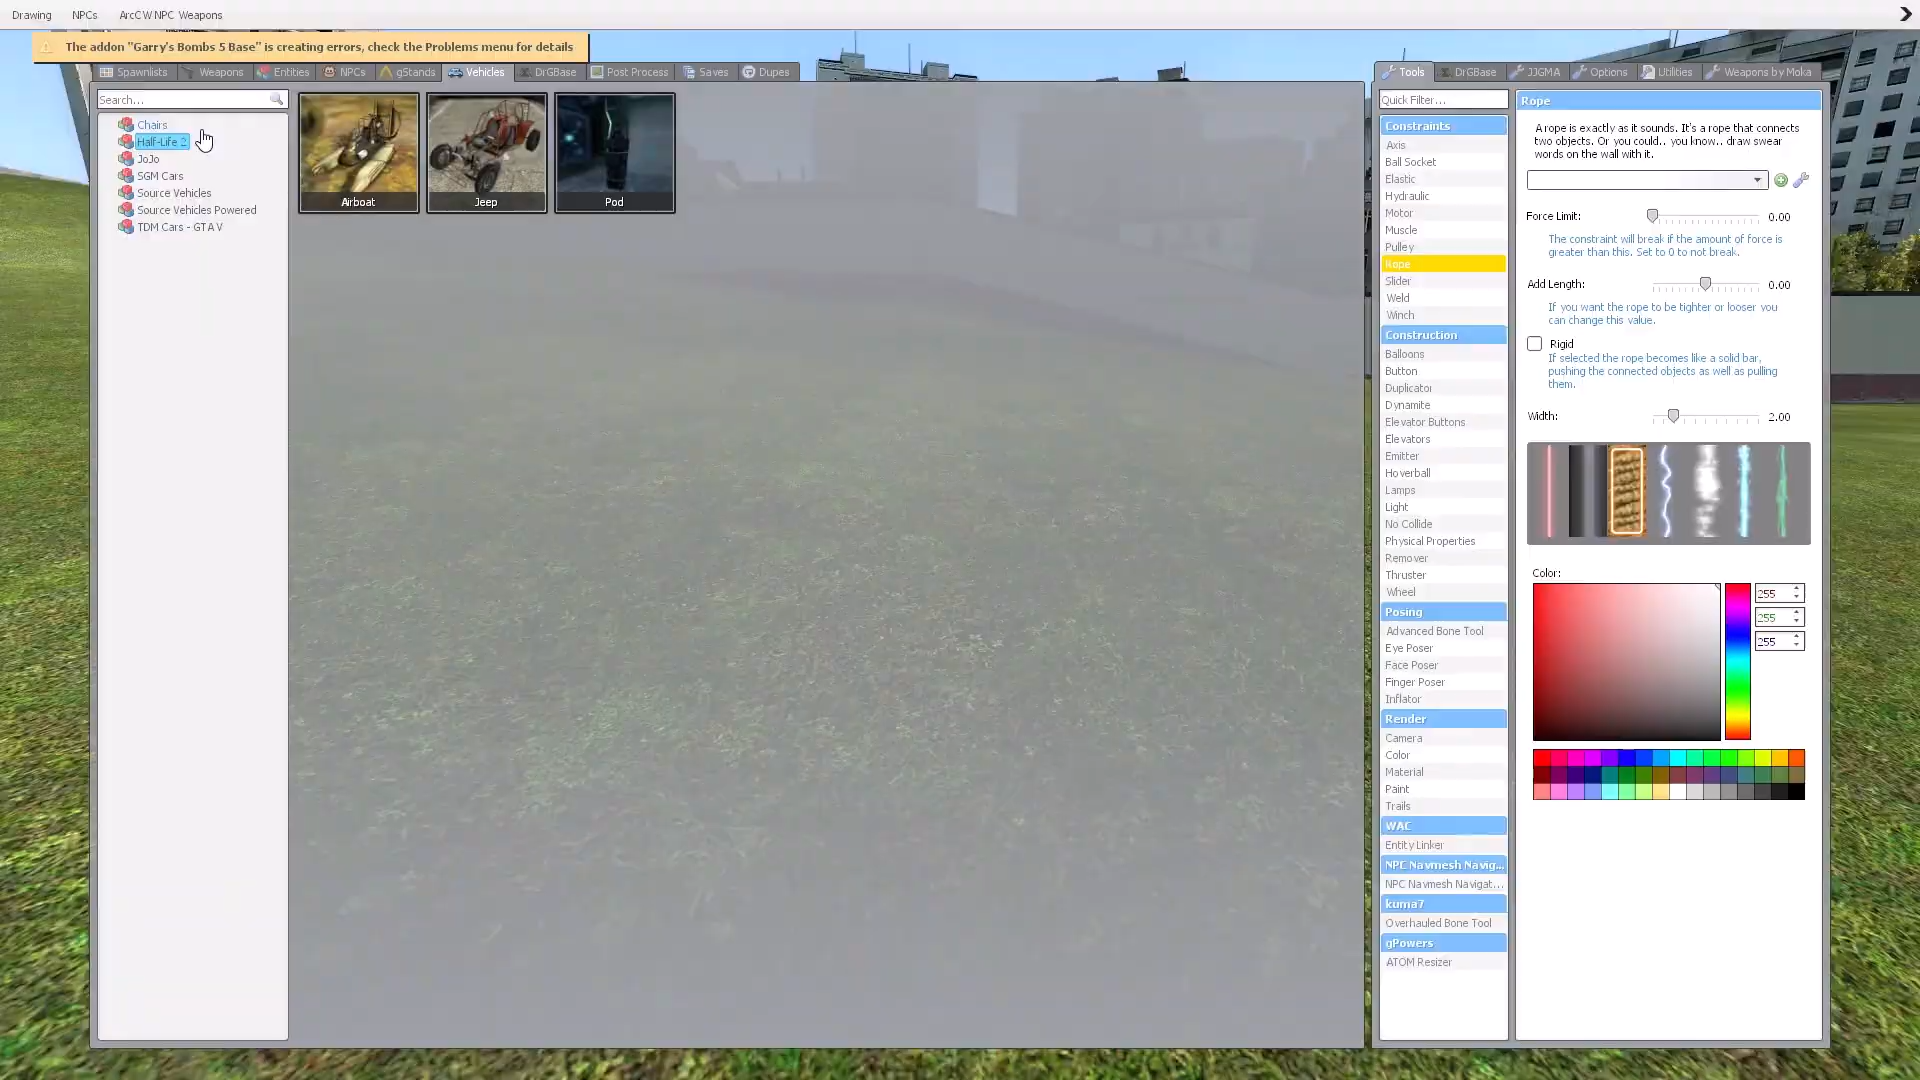 Drawing NPCs ArcCW NPC Weapons
The addon "Garry's Bombs 5 Base" is creating errors, check the Problems menu for details
Spawnlists Weapons Entities NPCs gStands Vehicles DrGBase Post Process Saves Dupes
Search...
Chairs
Half-Life 2
JoJo
SGM Cars
Source Vehicles
Source Vehicles Powered
TDM Cars - GTA V
Airboat Jeep Pod
Tools DrGBase JJGMA Options Utilities Weapons by Moka
Quick Filter...
Constraints
Axis
Ball Socket
Elastic
Hydraulic
Motor
Muscle
Pulley
Rope
Slider
Weld
Winch
Construction
Balloons
Button
Duplicator
Dynamite
Elevator Buttons
Elevators
Emitter
Hoverball
Lamps
Light
No Collide
Physical Properties
Remover
Thruster
Wheel
Posing
Advanced Bone Tool
Eye Poser
Face Poser
Finger Poser
Inflator
Render
Camera
Color
Material
Paint
Trails
WAC
Entity Linker
NPC Navmesh Navig...
NPC Navmesh Navigat...
kuma7
Overhauled Bone Tool
gPowers
ATOM Resizer
Rope
A rope is exactly as it sounds. It's a rope that connects
two objects. Or you could.. you know.. draw swear
words on the wall with it.
Force Limit: 0.00
The constraint will break if the amount of force is
greater than this. Set to 0 to not break.
Add Length: 0.00
If you want the rope to be tighter or looser you
can change this value.
Rigid
If selected the rope becomes like a solid bar,
pushing the connected objects as well as pulling
them.
Width: 2.00
Color:
255
255
255